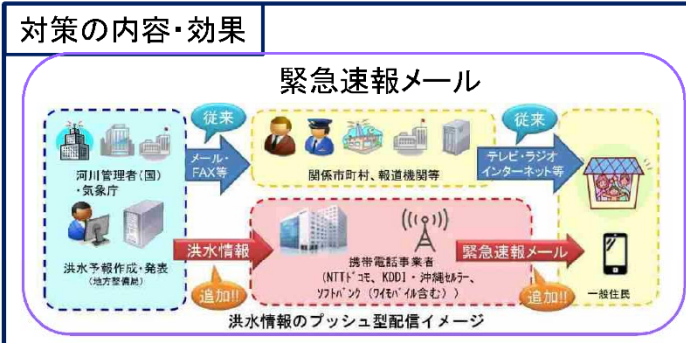 対策の内容・効果
緊急速報メール
従来
従来
メール・
FAX等
テレビ・ラジオ
インターネット等
河川管理者(国)
・気象庁
関係市町村、報道機関等
洪水情報
緊急速報メール
携帯電話事業者
(NTTドコモ、KDDI・沖縄セルラー、
ソフトバンク(ワイモバイル含む))
洪水予報作成・発表
(地方整備局)
追加!!
追加!!
一般住民
洪水情報のプッシュ型配信イメージ